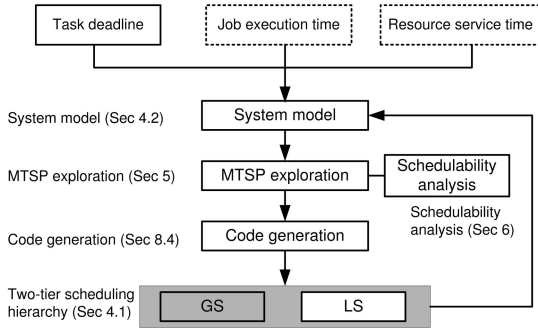 Task deadline
Job execution time
Resource service time
System model (Sec 4.2)
System model
MTSP exploration (Sec 5)
MTSP exploration
Schedulability
analysis
Schedulability
analysis (Sec 6)
Code generation (Sec 8.4)
Code generation
Two-tier scheduling
hierarchy (Sec 4.1)
GS
LS